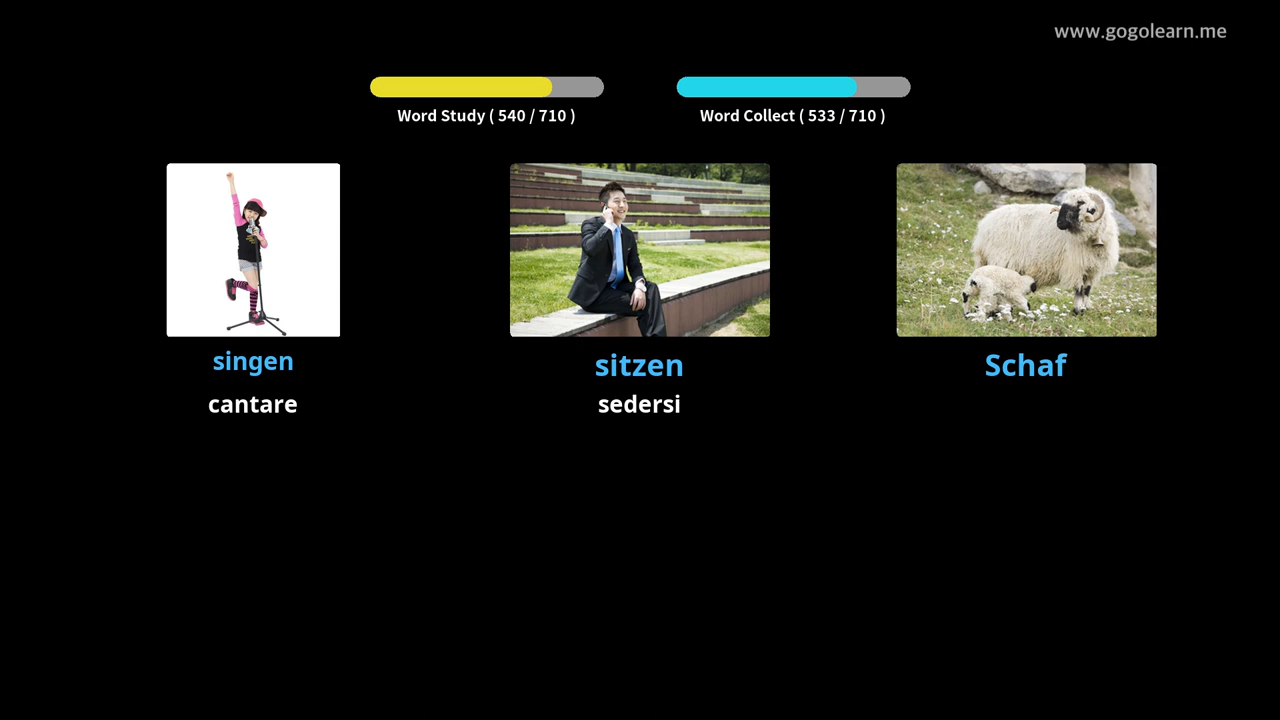 www.gogolearn.me
Word Study ( 540 / 710 )
Word Collect ( 533 / 710 )
singen
sitzen
Schaf
cantare
sedersi